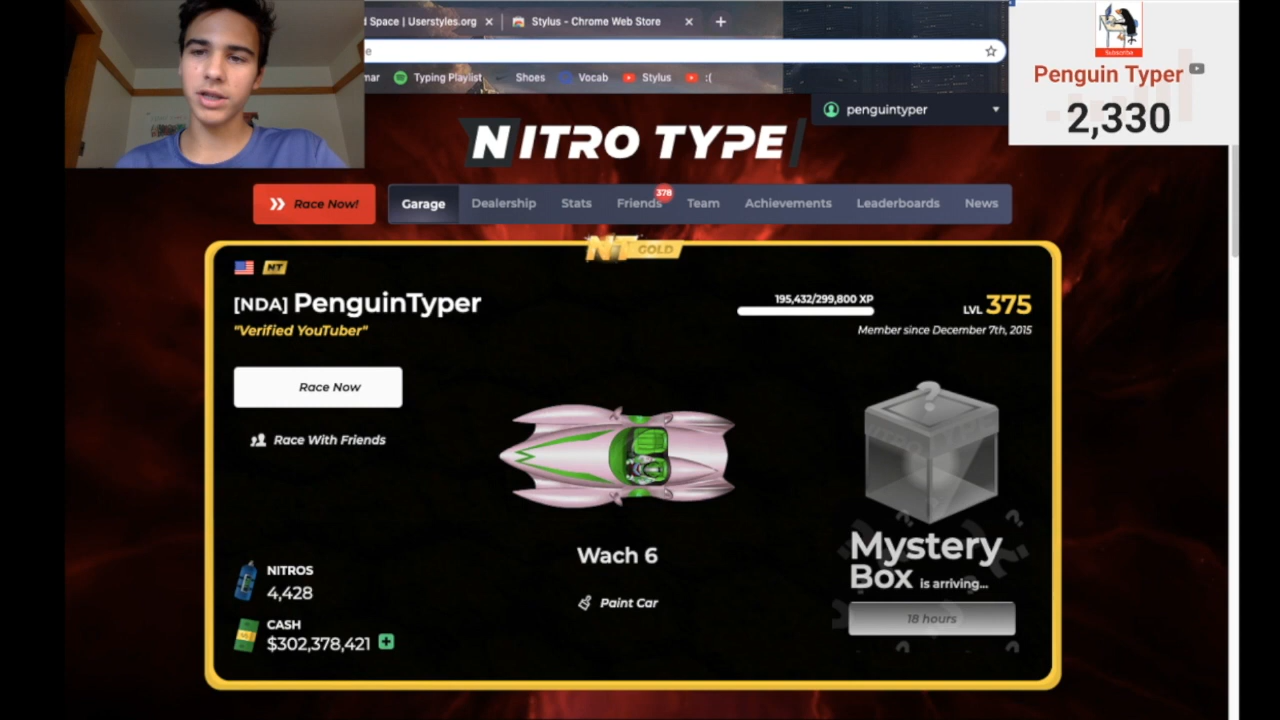 d Space | Userstyles.org
Stylus - Chrome Web Store
e
mar
Typing Playlist
Shoes
Vocab
Stylus
:(
Subscribe
Penguin Typer
2,330
penguintyper
NITRO TYPE
Race Now!
Garage
Dealership
Stats
Friends
378
Team
Achievements
Leaderboards
News
NT GOLD
NT
[NDA] PenguinTyper
"Verified YouTuber"
195,432/299,800 XP
LVL 375
Member since December 7th, 2015
Race Now
Race With Friends
Wach 6
Paint Car
NITROS
4,428
CASH
$302,378,421
?
Mystery
Box is arriving...
18 hours